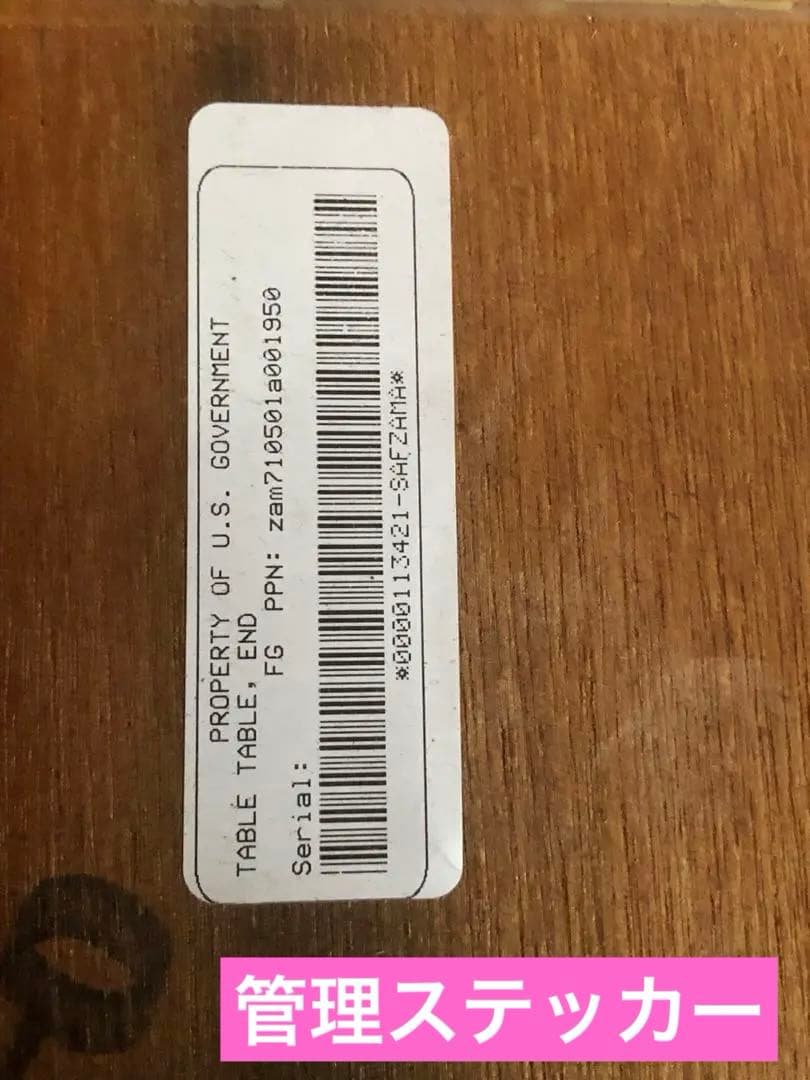 PROPERTY OF U.S. GOVERNMENT
TABLE TABLE, END
FG PPN: zam710501a001950
Serial:
*0000113421-SAFZAMA*
管理ステッカー